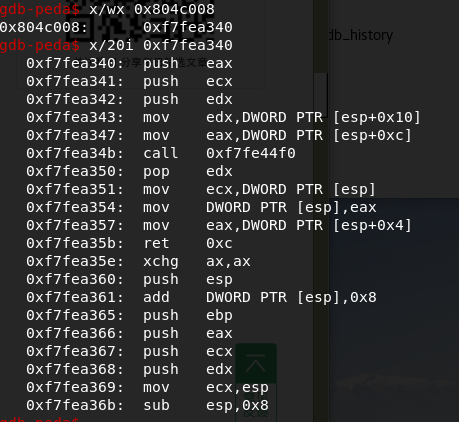 gdb-peda$ x/wx 0x804c008
0x804c008:      0xf7fea340
gdb-peda$ x/20i 0xf7fea340
   0xf7fea340:  push   eax
   0xf7fea341:  push   ecx
   0xf7fea342:  push   edx
   0xf7fea343:  mov    edx,DWORD PTR [esp+0x10]
   0xf7fea347:  mov    eax,DWORD PTR [esp+0xc]
   0xf7fea34b:  call   0xf7fe44f0
   0xf7fea350:  pop    edx
   0xf7fea351:  mov    ecx,DWORD PTR [esp]
   0xf7fea354:  mov    DWORD PTR [esp],eax
   0xf7fea357:  mov    eax,DWORD PTR [esp+0x4]
   0xf7fea35b:  ret    0xc
   0xf7fea35e:  xchg   ax,ax
   0xf7fea360:  push   esp
   0xf7fea361:  add    DWORD PTR [esp],0x8
   0xf7fea365:  push   ebp
   0xf7fea366:  push   eax
   0xf7fea367:  push   ecx
   0xf7fea368:  push   edx
   0xf7fea369:  mov    ecx,esp
   0xf7fea36b:  sub    esp,0x8
db_history